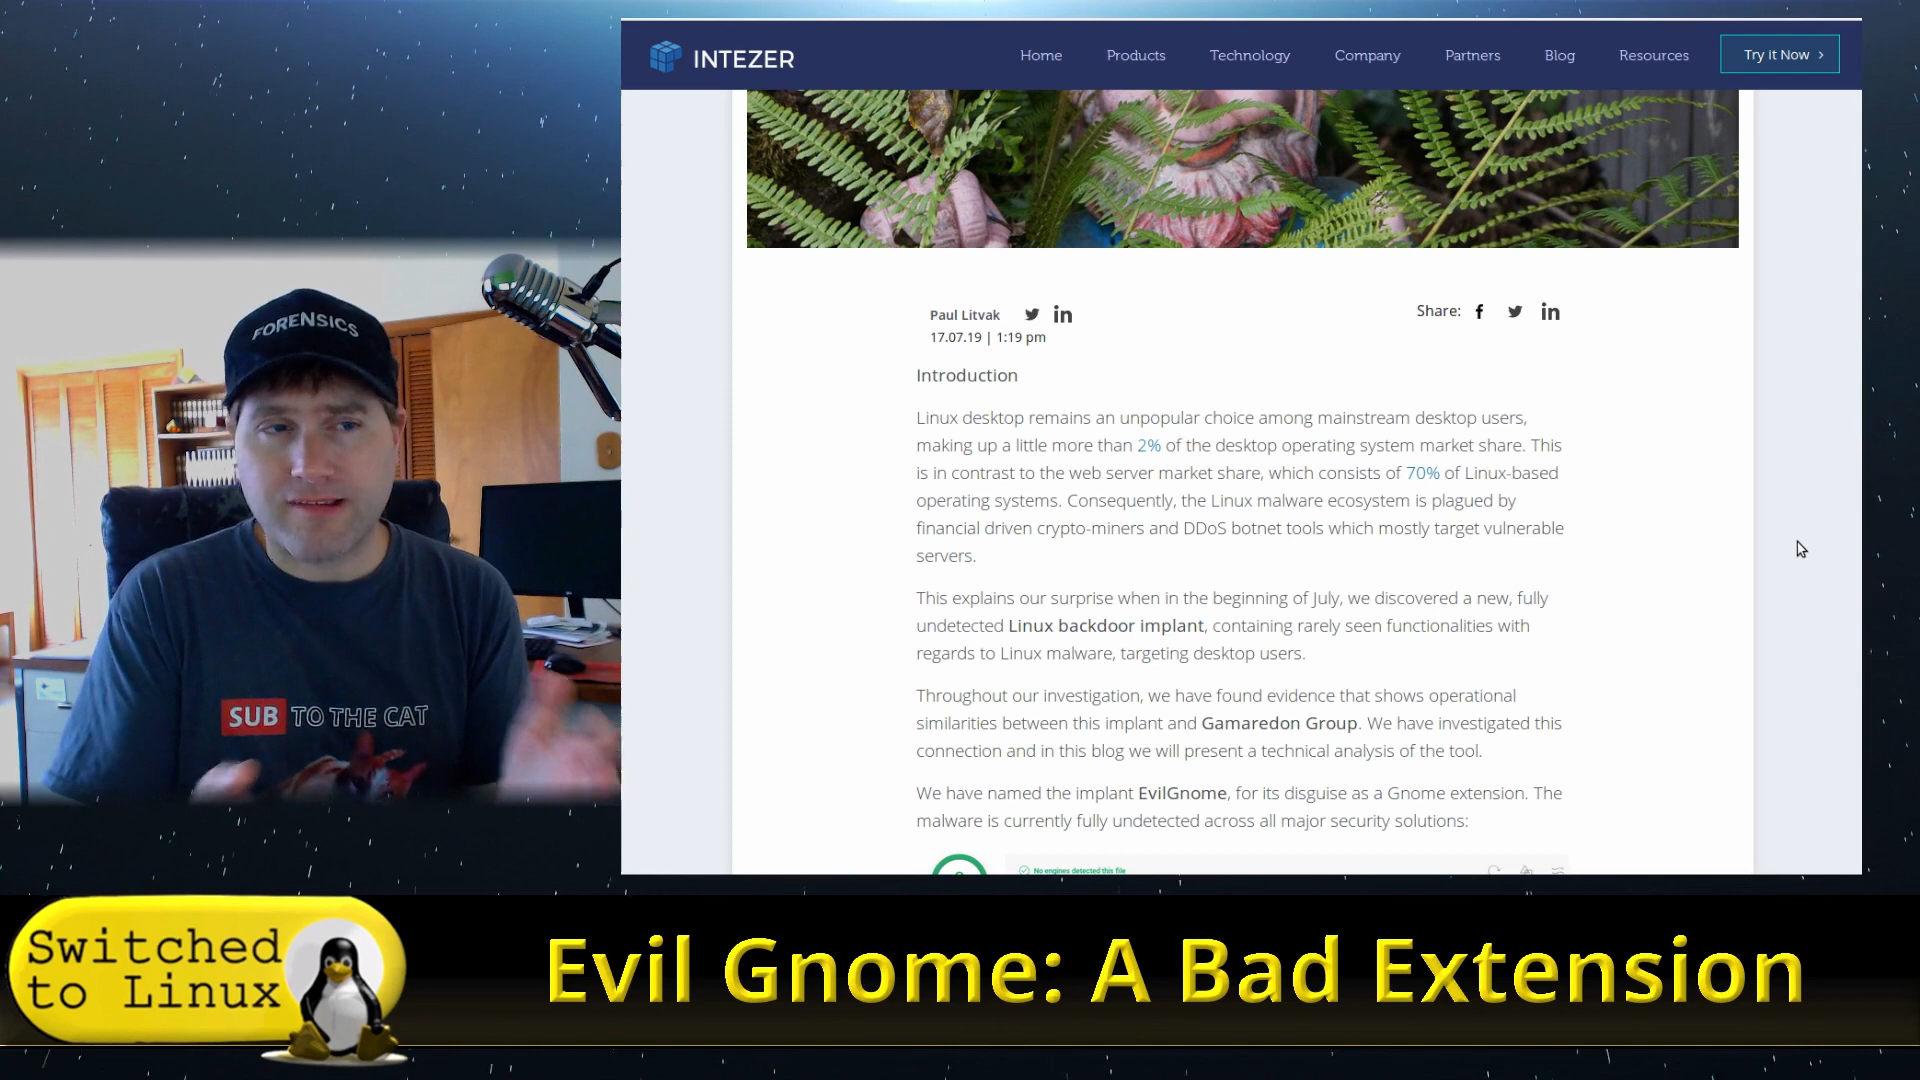 INTEZER
Home Products Technology Company Partners Blog Resources Try it Now
Paul Litvak
17.07.19 | 1:19 pm
Share:
Introduction
Linux desktop remains an unpopular choice among mainstream desktop users,
making up a little more than 2% of the desktop operating system market share. This
is in contrast to the web server market share, which consists of 70% of Linux-based
operating systems. Consequently, the Linux malware ecosystem is plagued by
financial driven crypto-miners and DDoS botnet tools which mostly target vulnerable
servers.
This explains our surprise when in the beginning of July, we discovered a new, fully
undetected Linux backdoor implant, containing rarely seen functionalities with
regards to Linux malware, targeting desktop users.
Throughout our investigation, we have found evidence that shows operational
similarities between this implant and Gamaredon Group. We have investigated this
connection and in this blog we will present a technical analysis of the tool.
We have named the implant EvilGnome, for its disguise as a Gnome extension. The
malware is currently fully undetected across all major security solutions:
No engines detected this file
FORENSICS
SUB TO THE CAT
Switched
to Linux
Evil Gnome: A Bad Extension